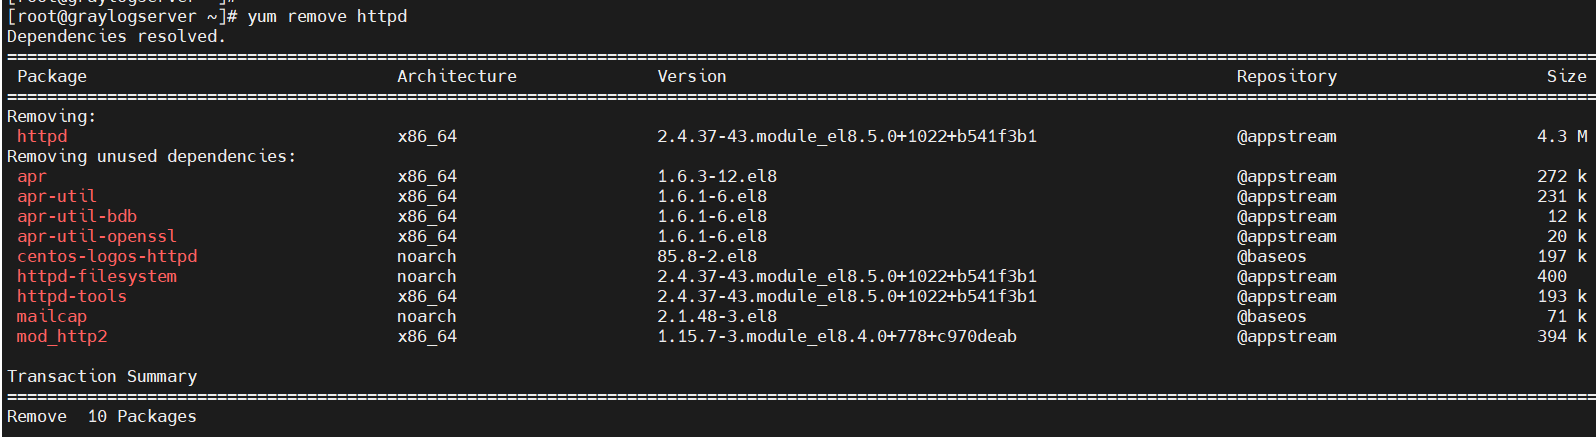 [root@graylogserver ~]#
[root@graylogserver ~]# yum remove httpd
Dependencies resolved.
Package Architecture Version Repository Size
Removing:
httpd x86_64 2.4.37-43.module_el8.5.0+1022+b541f3b1 @appstream 4.3 M
Removing unused dependencies:
apr x86_64 1.6.3-12.el8 @appstream 272 k
apr-util x86_64 1.6.1-6.el8 @appstream 231 k
apr-util-bdb x86_64 1.6.1-6.el8 @appstream 12 k
apr-util-openssl x86_64 1.6.1-6.el8 @appstream 20 k
centos-logos-httpd noarch 85.8-2.el8 @baseos 197 k
httpd-filesystem noarch 2.4.37-43.module_el8.5.0+1022+b541f3b1 @appstream 400
httpd-tools x86_64 2.4.37-43.module_el8.5.0+1022+b541f3b1 @appstream 193 k
mailcap noarch 2.1.48-3.el8 @baseos 71 k
mod_http2 x86_64 1.15.7-3.module_el8.4.0+778+c970deab @appstream 394 k
Transaction Summary
Remove 10 Packages